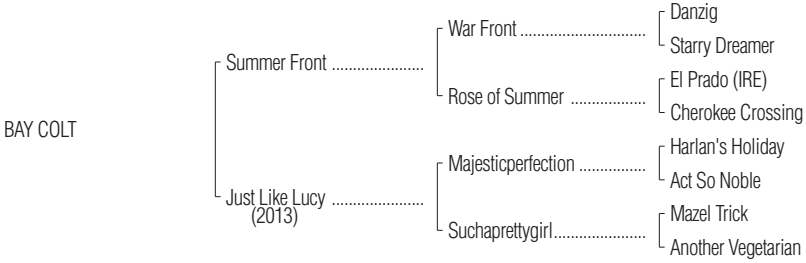 Danzig
War Front ..............................
Starry Dreamer
Summer Front ......................
El Prado (IRE)
Rose of Summer ..................
Cherokee Crossing
BAY COLT
Harlan's Holiday
Majesticperfection ................
Act So Noble
Just Like Lucy ......................
(2013)
Mazel Trick
Suchaprettygirl......................
Another Vegetarian